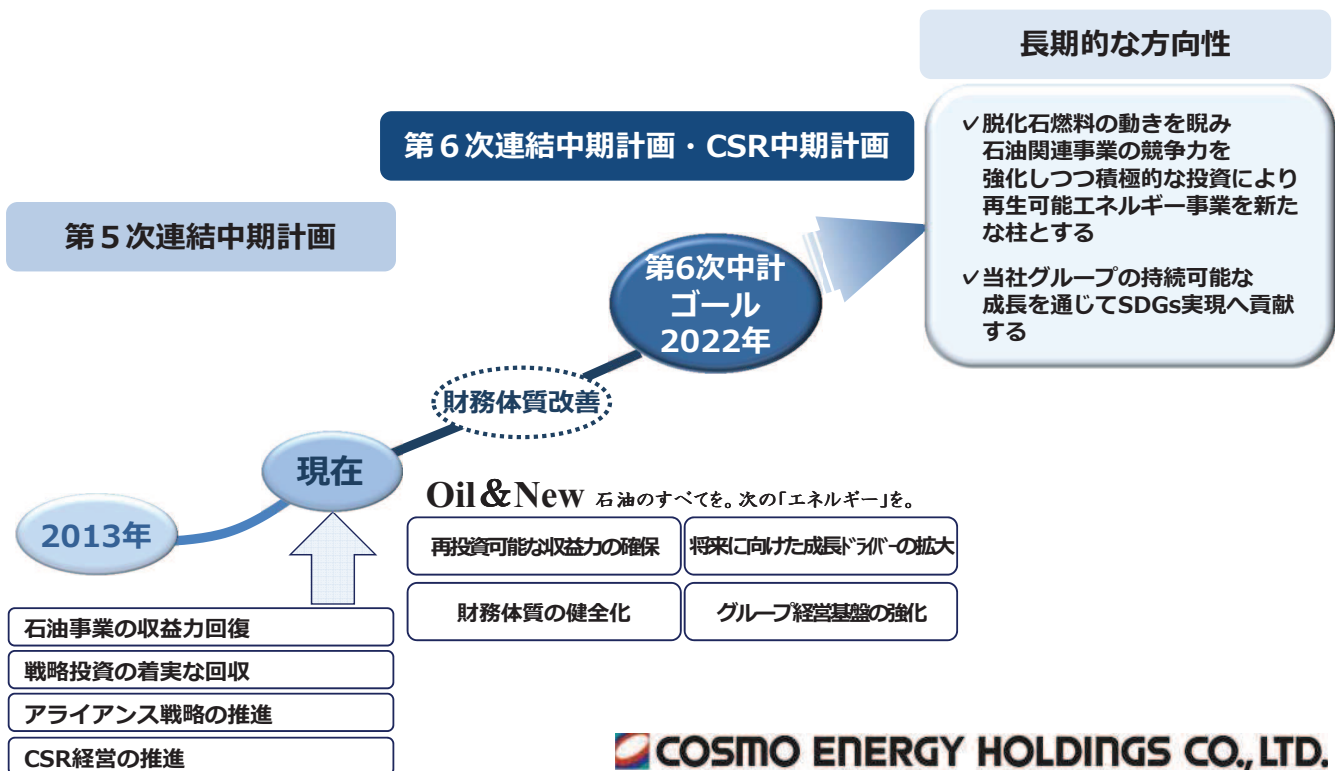 長期的な方向性
✓脱化石燃料の動きを睨み
石油関連事業の競争力を
強化しつつ積極的な投資により
再生可能エネルギー事業を新た
な柱とする
✓当社グループの持続可能な
成長を通じてSDGs実現へ貢献
する
第６次連結中期計画・CSR中期計画
第５次連結中期計画
第6次中計
ゴール
2022年
財務体質改善
現在
2013年
Oil&New 石油のすべてを。次の「エネルギー」を。
再投資可能な収益力の確保
将来に向けた成長ドライバーの拡大
財務体質の健全化
グループ経営基盤の強化
石油事業の収益力回復
戦略投資の着実な回収
アライアンス戦略の推進
CSR経営の推進
COSMO ENERGY HOLDINGS CO., LTD.